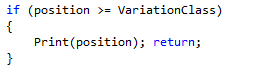 if (position >= VariationClass)
{
    Print(position); return;
}